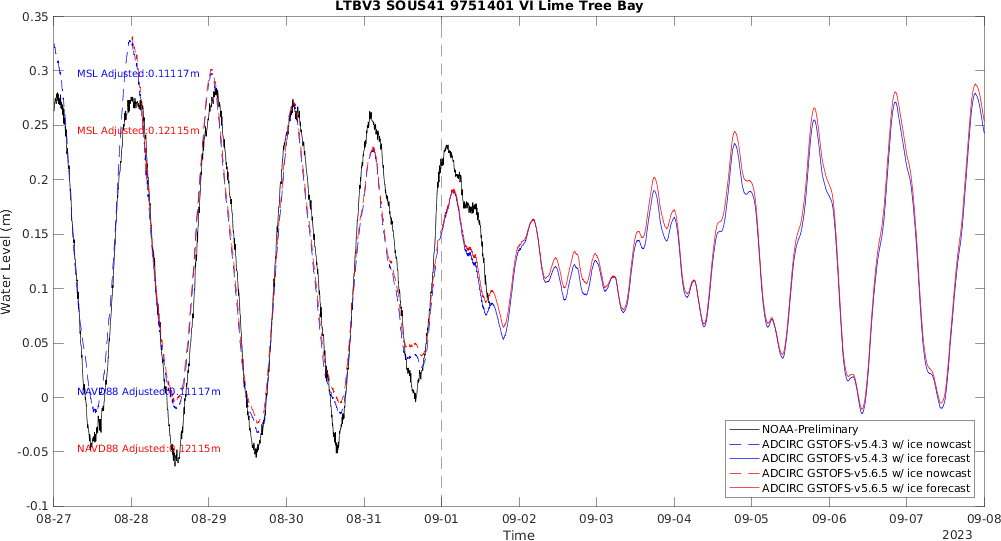 LTBV3 SOUS41 9751401 VI Lime Tree Bay
0.35
0.3
0.25
0.2
0.15
0.1
0.05
0
-0.05
-0.1
Water Level (m)
MSL Adjusted:0.11117m
MSL Adjusted:0.12115m
NAVD88 Adjusted:0.11117m
NAVD88 Adjusted:0.12115m
NOAA-Preliminary
ADCIRC GSTOFS-v5.4.3 w/ ice nowcast
ADCIRC GSTOFS-v5.4.3 w/ ice forecast
ADCIRC GSTOFS-v5.6.5 w/ ice nowcast
ADCIRC GSTOFS-v5.6.5 w/ ice forecast
08-27 08-28 08-29 08-30 08-31 09-01 09-02 09-03 09-04 09-05 09-06 09-07 09-08
Time
2023